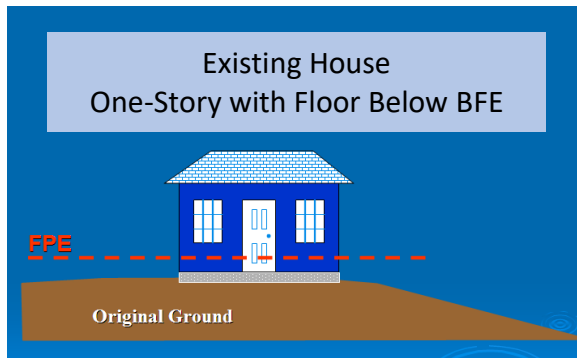 Existing House
One-Story with Floor Below BFE
FPE
Original Ground